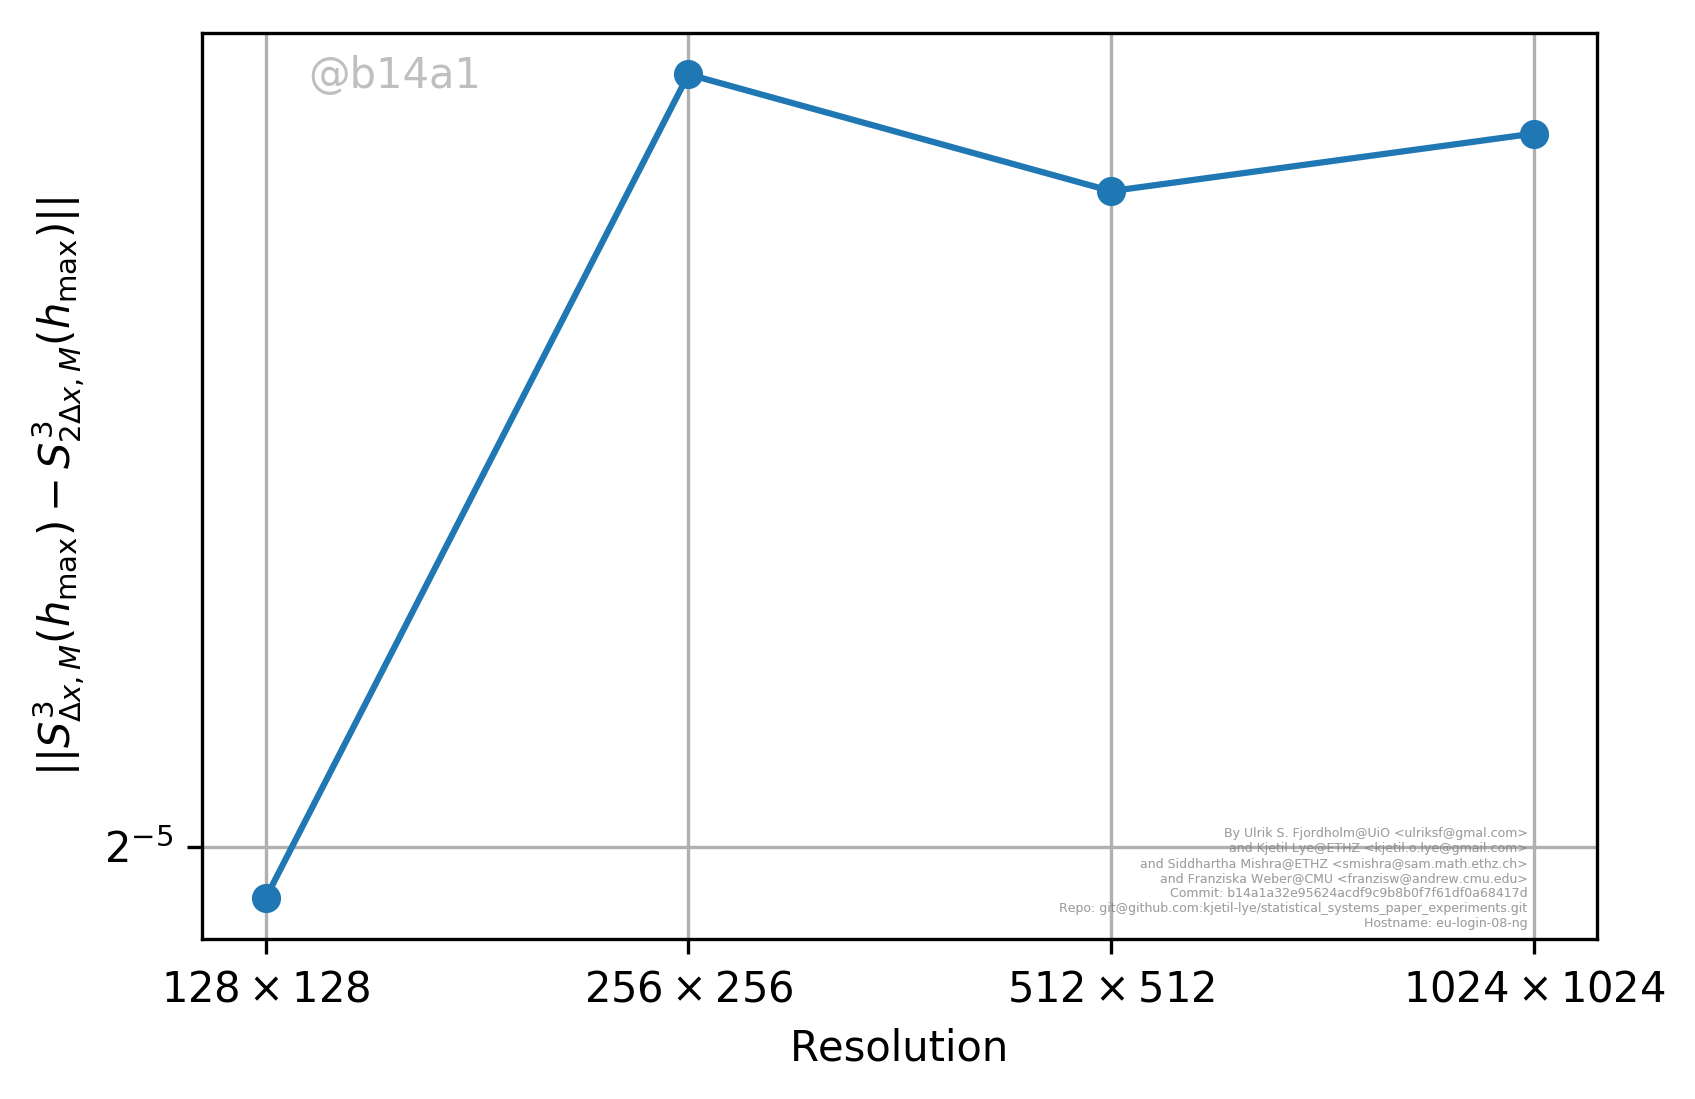 @b14a1
||S³_{Δx,M}(h_max) − S³_{2Δx,M}(h_max)||
2⁻⁵
By Ulrik S. Fjordholm@UiO <ulriksf@gmal.com>
and Kjetil Lye@ETHZ <kjetil.o.lye@gmail.com>
and Siddhartha Mishra@ETHZ <smishra@sam.math.ethz.ch>
and Franziska Weber@CMU <franzisw@andrew.cmu.edu>
Commit: b14a1a32e95624acdf9c9b8b0f7f61df0a68417d
Repo: git@github.com:kjetil-lye/statistical_systems_paper_experiments.git
Hostname: eu-login-08-ng
128 × 128 256 × 256 512 × 512 1024 × 1024
Resolution